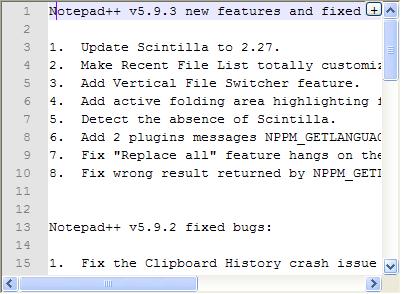 1 Notepad++ v5.9.3 new features and fixed
2
3 1. Update Scintilla to 2.27.
4 2. Make Recent File List totally
5 3. Add Vertical File Switcher feature.
6 4. Add active folding area highlighting
7 5. Detect the absence of Scintilla.
8 6. Add 2 plugins messages
9 7. Fix "Replace all" feature hangs on the
10 8. Fix wrong result returned by
11
12
13 Notepad++ v5.9.2 fixed bugs:
14
15 1. Fix the Clipboard History crash issue